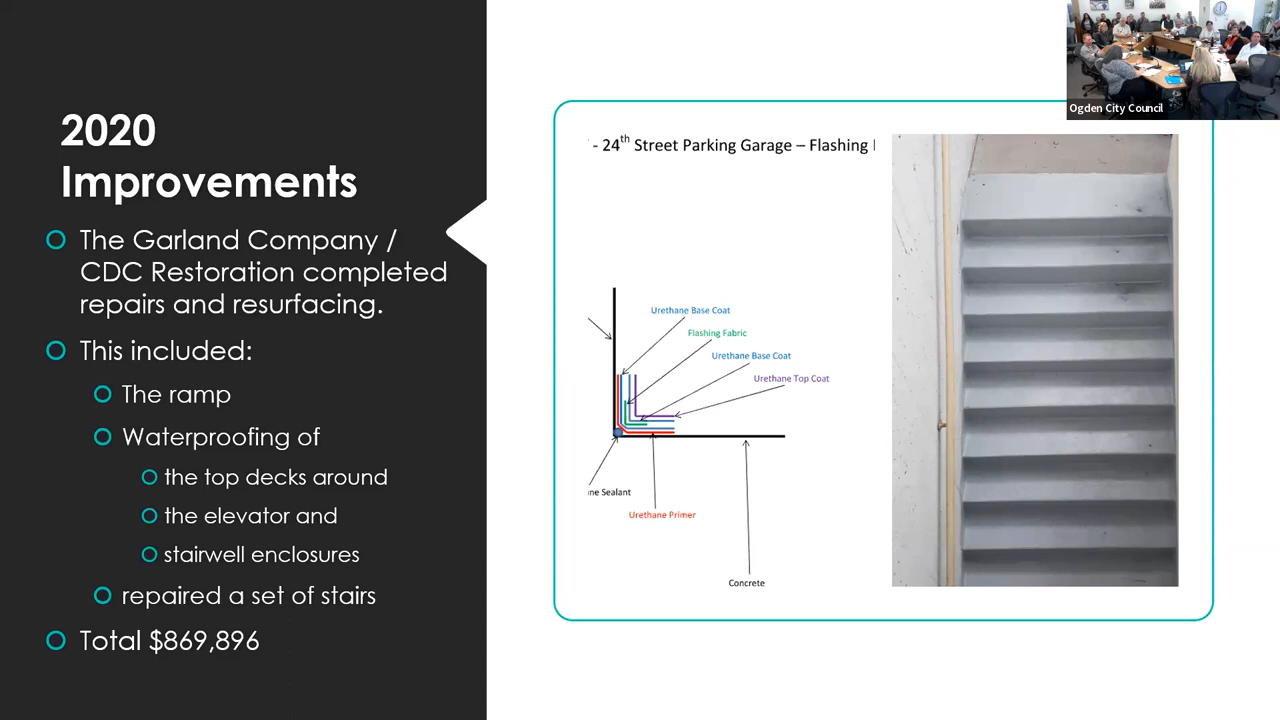 2020
Improvements
The Garland Company /
CDC Restoration completed
repairs and resurfacing.
This included:
The ramp
Waterproofing of
the top decks around
the elevator and
stairwell enclosures
repaired a set of stairs
Total $869,896
- 24th Street Parking Garage – Flashing
Urethane Base Coat
Flashing Fabric
Urethane Base Coat
Urethane Top Coat
ne Sealant
Urethane Primer
Concrete
Ogden City Council